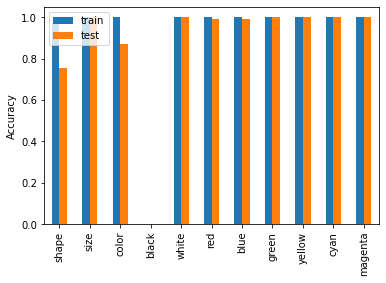 train
test
Accuracy
1.0
0.8
0.6
0.4
0.2
0.0
shape
size
color
black
white
red
blue
green
yellow
cyan
magenta